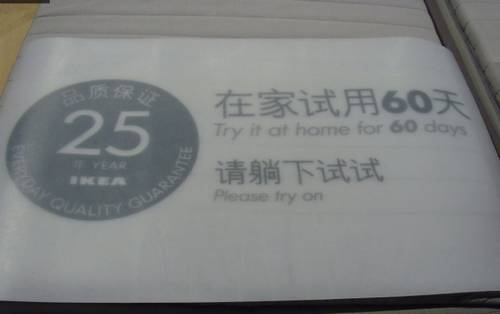 品质保证
25
年 YEAR
IKEA
EVERYDAY QUALITY GUARANTEE
在家试用60天
Try it at home for 60 days
请躺下试试
Please try on